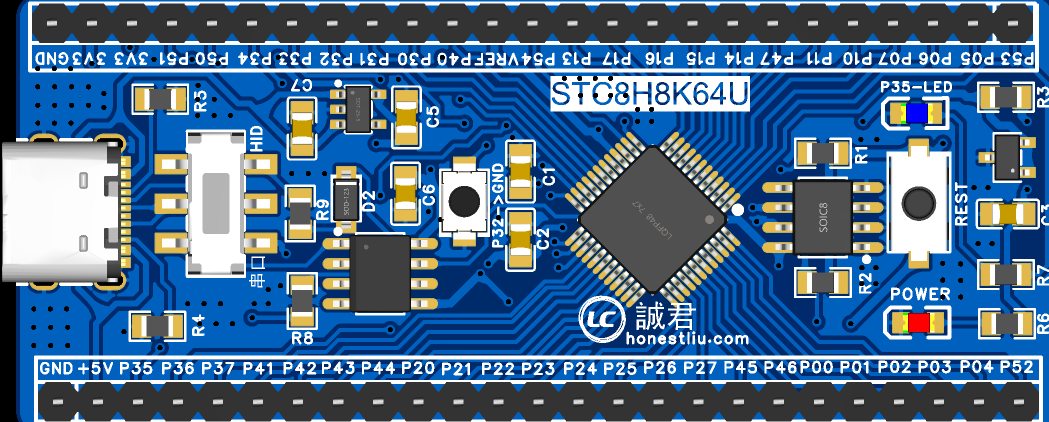 P53 P05 P06 P07 P10 P11 P47 P14 P15 P16 P17 P13 P54 VREF P40 P30 P31 P32 P33 P34 P50 P51 3V3 3V3 GND
STC8H8K64U
P35-LED
C7
R3
R3
C5
HID
R1
C1
C6
D2
SOD-123
R9
P32->GND
LQFP48 7X7
SOIC8
REST
C3
C2
串口
R2
R7
POWER
R4
R8
R6
LC
誠君
honestliu.com
GND +5V P35 P36 P37 P41 P42 P43 P44 P20 P21 P22 P23 P24 P25 P26 P27 P45 P46 P00 P01 P02 P03 P04 P52